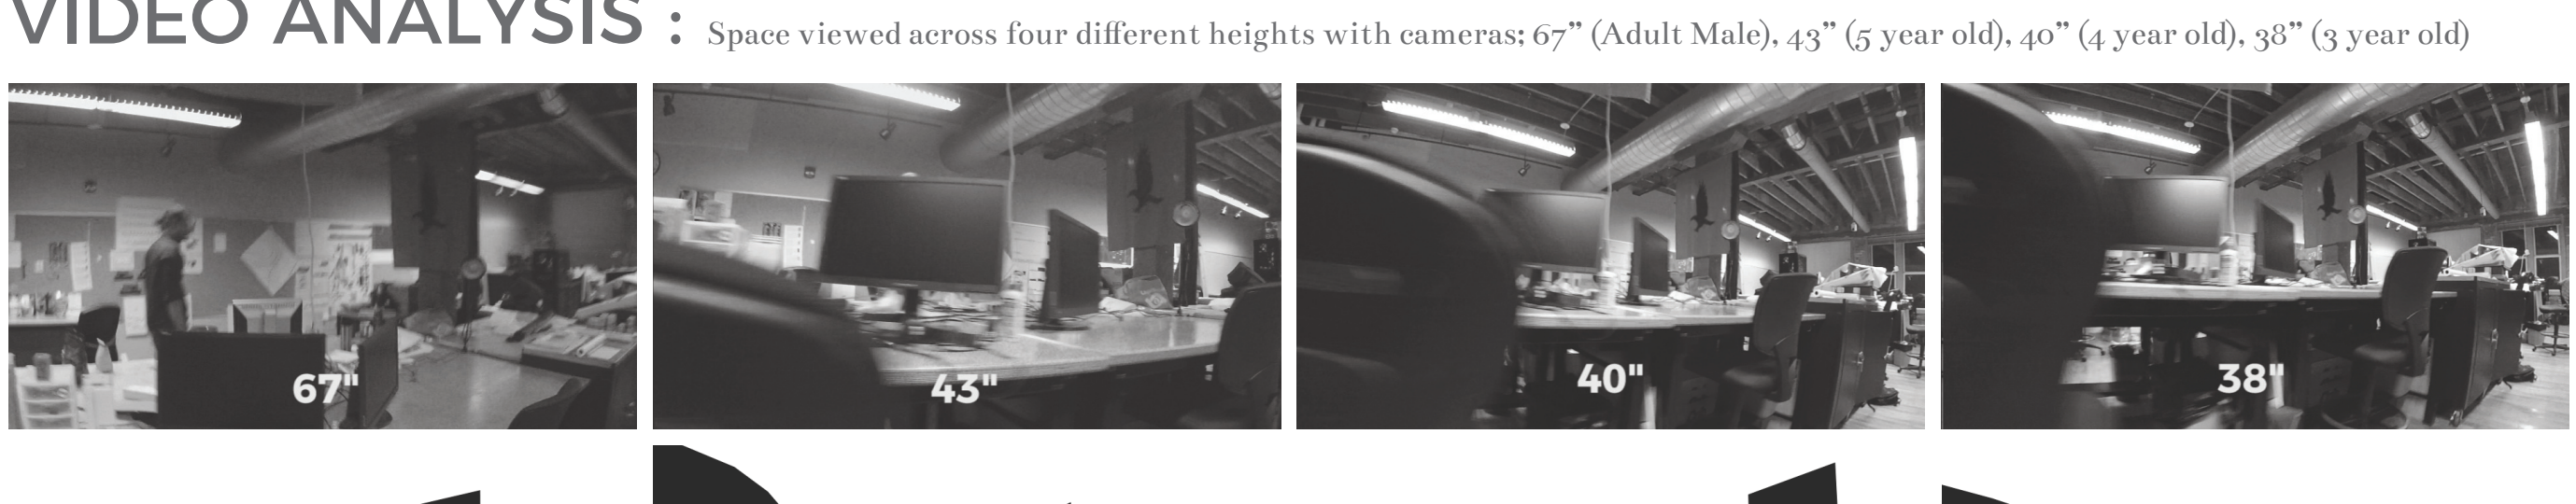 VIDEO ANALYSIS : Space viewed across four different heights with cameras; 67” (Adult Male), 43” (5 year old), 40” (4 year old), 38” (3 year old)
67" 43" 40" 38"